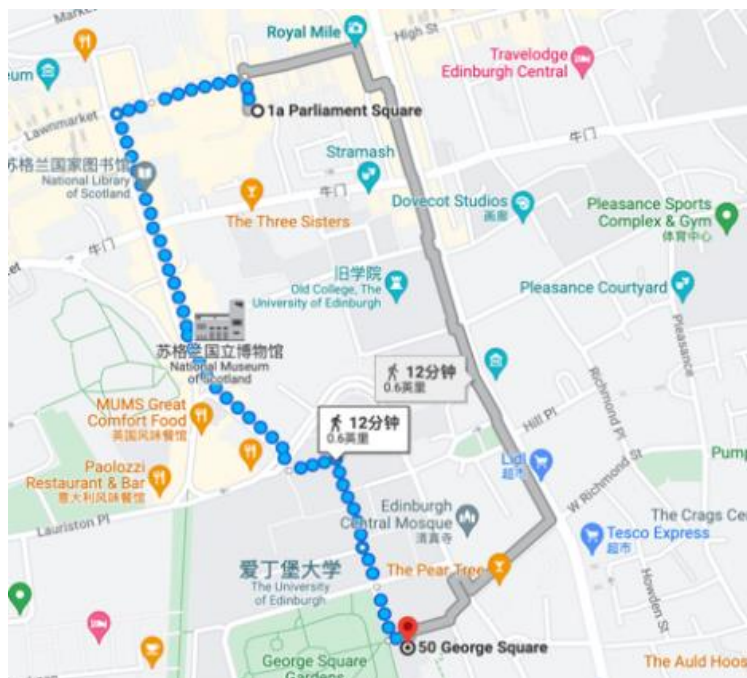 Royal Mile
High St
Travelodge
Edinburgh Central
eum
Lawnmarket
1a Parliament Square
牛门
苏格兰国家图书馆
National Library
of Scotland
Stramash
牛门
The Three Sisters
Dovecot Studios
画廊
Pleasance Sports
Complex & Gym
体育中心
牛门
旧学院
Old College, The
University of Edinburgh
Pleasance Courtyard
Pleasance
苏格兰国立博物馆
National Museum
of Scotland
12分钟
0.6英里
MUMS Great
Comfort Food
英国风味餐馆
12分钟
0.6英里
Richmond Pl
Hill Pl
Paolozzi
Restaurant & Bar
意大利风味餐馆
Lidl
超市
W Richmond St
Pump
Lauriston Pl
Edinburgh
Central Mosque
清真寺
The Crags Cen
Tesco Express
超市
爱丁堡大学
The University
of Edinburgh
The Pear Tree
Howden St
50 George Square
George Square
Gardens
The Auld Hoos